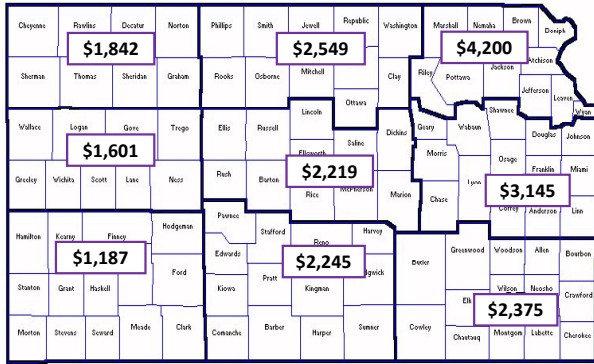 Cheyenne Rawlins Decatur Norton Phillips Smith Jewell Republic Washington Marshall Nemaha Brown Doniph
$1,842 $2,549 $4,200
Atchison
Sherman Thomas Sheridan Graham Rooks Osborne Mitchell Clay Riley Pottawa Jackson
Jefferson Leaven
Ottawa Wyan
Lincoln Shawnee
Wallace Logan Gove Trego Ellis Russell Saline Dickins Geary Wabaun Douglas Johnson
$1,601
Ellsworth Morris Osage
Greeley Wichita Scott Lane Ness Rush Barton $2,219 Lyon Franklin Miami
Rice McPherson Marion Chase $3,145
Coffey Anderson Linn
Pawnee
Hamilton Kearny Finney Hodgeman Stafford Reno Harvey
$1,187 Edwards $2,245 Butler Greenwood Woodson Allen Bourbon
Ford Pratt dgwick
Stanton Grant Haskell Kiowa Kingman Elk Wilson Neosho Crawford
$2,375
Morton Stevens Seward Meade Clark Comanche Barber Harper Sumner Cowley Chautauq Montgom Labette Cherokee